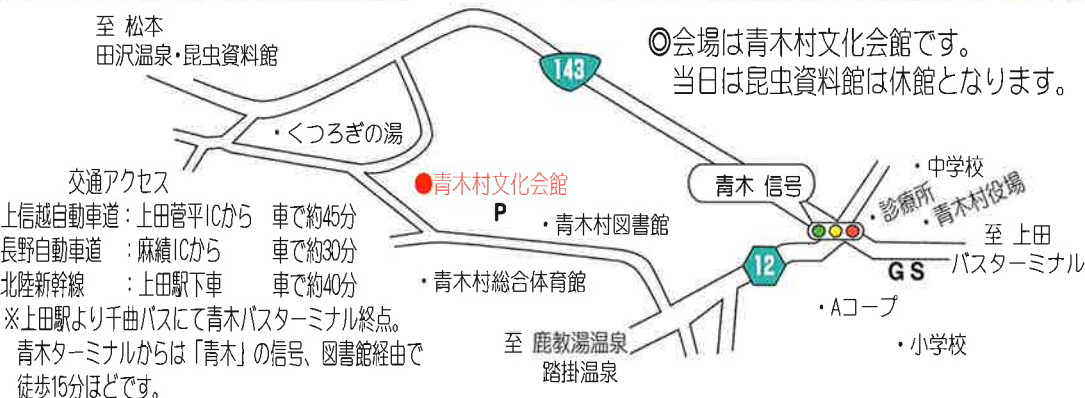 至 松本
田沢温泉・昆虫資料館
◎会場は青木村文化会館です。
当日は昆虫資料館は休館となります。
143
・くつろぎの湯
青木村文化会館
P
・青木村図書館
・青木村総合体育館
青木 信号
・中学校
・診療所
・青木村役場
至 上田
バスターミナル
GS
12
・Aコープ
・小学校
至 鹿教湯温泉
沓掛温泉
交通アクセス
上信越自動車道：上田菅平ICから 車で約45分
長野自動車道 ：麻績ICから 車で約30分
北陸新幹線 ：上田駅下車 車で約40分
※上田駅より千曲バスにて青木バスターミナル終点。
青木ターミナルからは「青木」の信号、図書館経由で
徒歩15分ほどです。